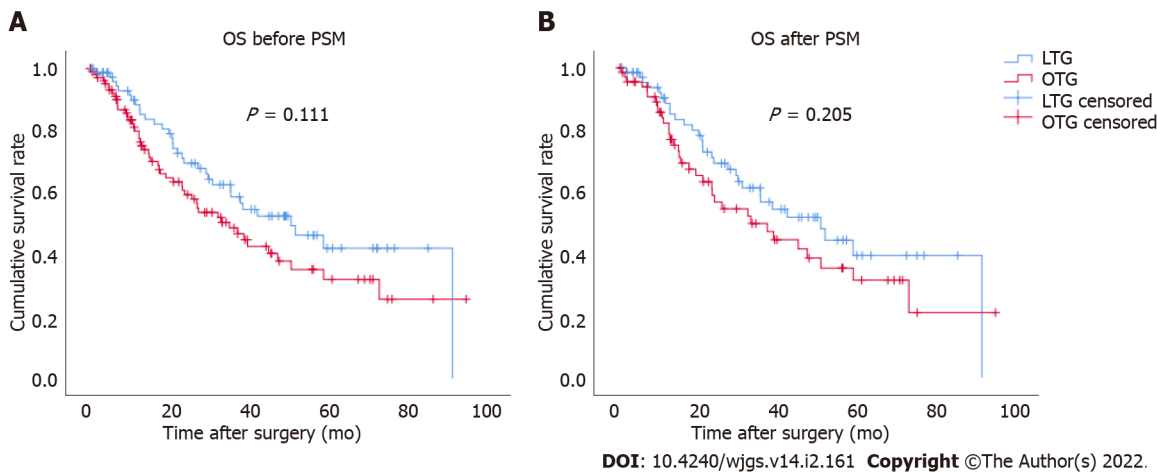 A
OS before PSM
P = 0.111
Cumulative survival rate
1.0
0.8
0.6
0.4
0.2
0.0
0 20 40 60 80 100
Time after surgery (mo)
B
OS after PSM
P = 0.205
Cumulative survival rate
1.0
0.8
0.6
0.4
0.2
0.0
0 20 40 60 80 100
Time after surgery (mo)
LTG
OTG
LTG censored
OTG censored
DOI: 10.4240/wjgs.v14.i2.161 Copyright ©The Author(s) 2022.